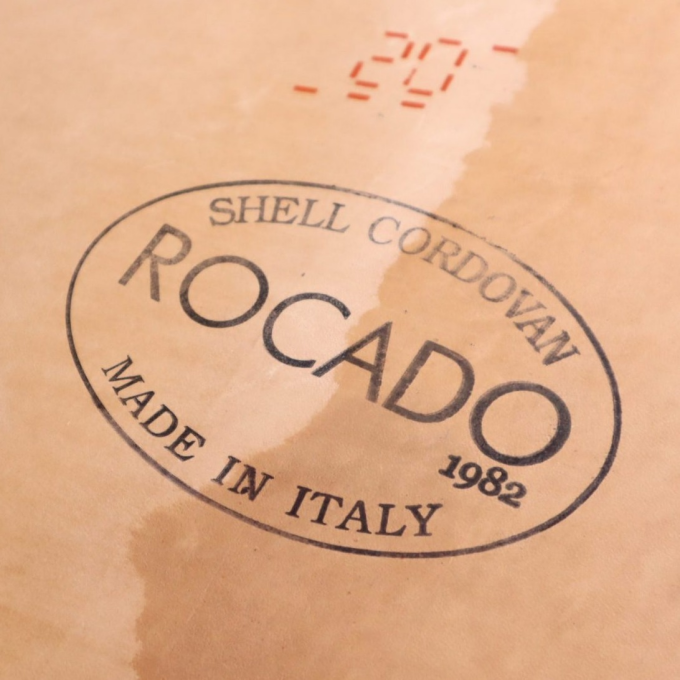 20
SHELL CORDOVAN
ROCADO
1982
MADE IN ITALY